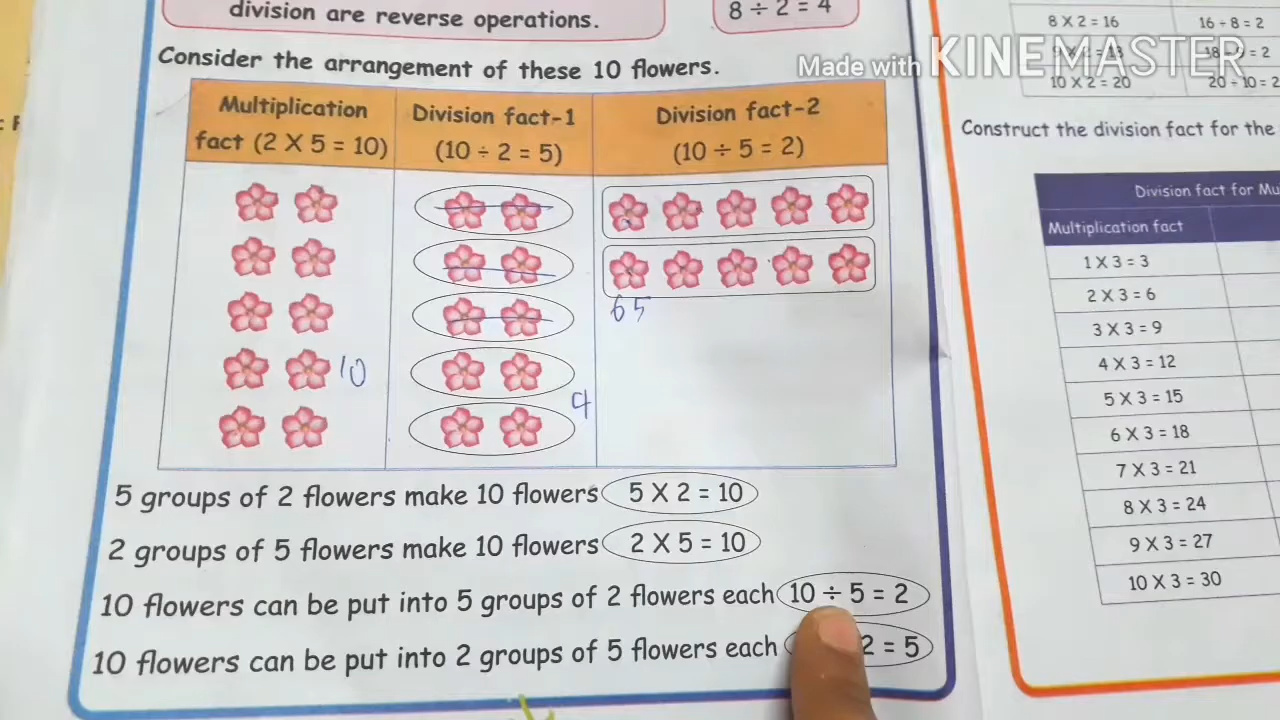 division are reverse operations.
8 ÷ 2 = 4
Consider the arrangement of these 10 flowers.
Multiplication fact (2 X 5 = 10)
Division fact-1 (10 ÷ 2 = 5)
Division fact-2 (10 ÷ 5 = 2)
10
4
65
5 groups of 2 flowers make 10 flowers 5 X 2 = 10
2 groups of 5 flowers make 10 flowers 2 X 5 = 10
10 flowers can be put into 5 groups of 2 flowers each 10 ÷ 5 = 2
10 flowers can be put into 2 groups of 5 flowers each 2 = 5
Made with KINEMASTER
8 X 2 = 16 16 ÷ 8 = 2
10 X 2 = 20 20 ÷ 10 = 2
Construct the division fact for the
Division fact for Mu
Multiplication fact
1 X 3 = 3
2 X 3 = 6
3 X 3 = 9
4 X 3 = 12
5 X 3 = 15
6 X 3 = 18
7 X 3 = 21
8 X 3 = 24
9 X 3 = 27
10 X 3 = 30